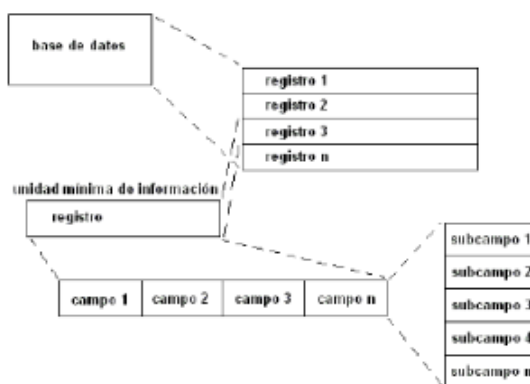 base de datos
registro 1
registro 2
registro 3
registro n
unidad mínima de información
registro
campo 1
campo 2
campo 3
campo n
subcampo 1
subcampo 2
subcampo 3
subcampo 4
subcampo n